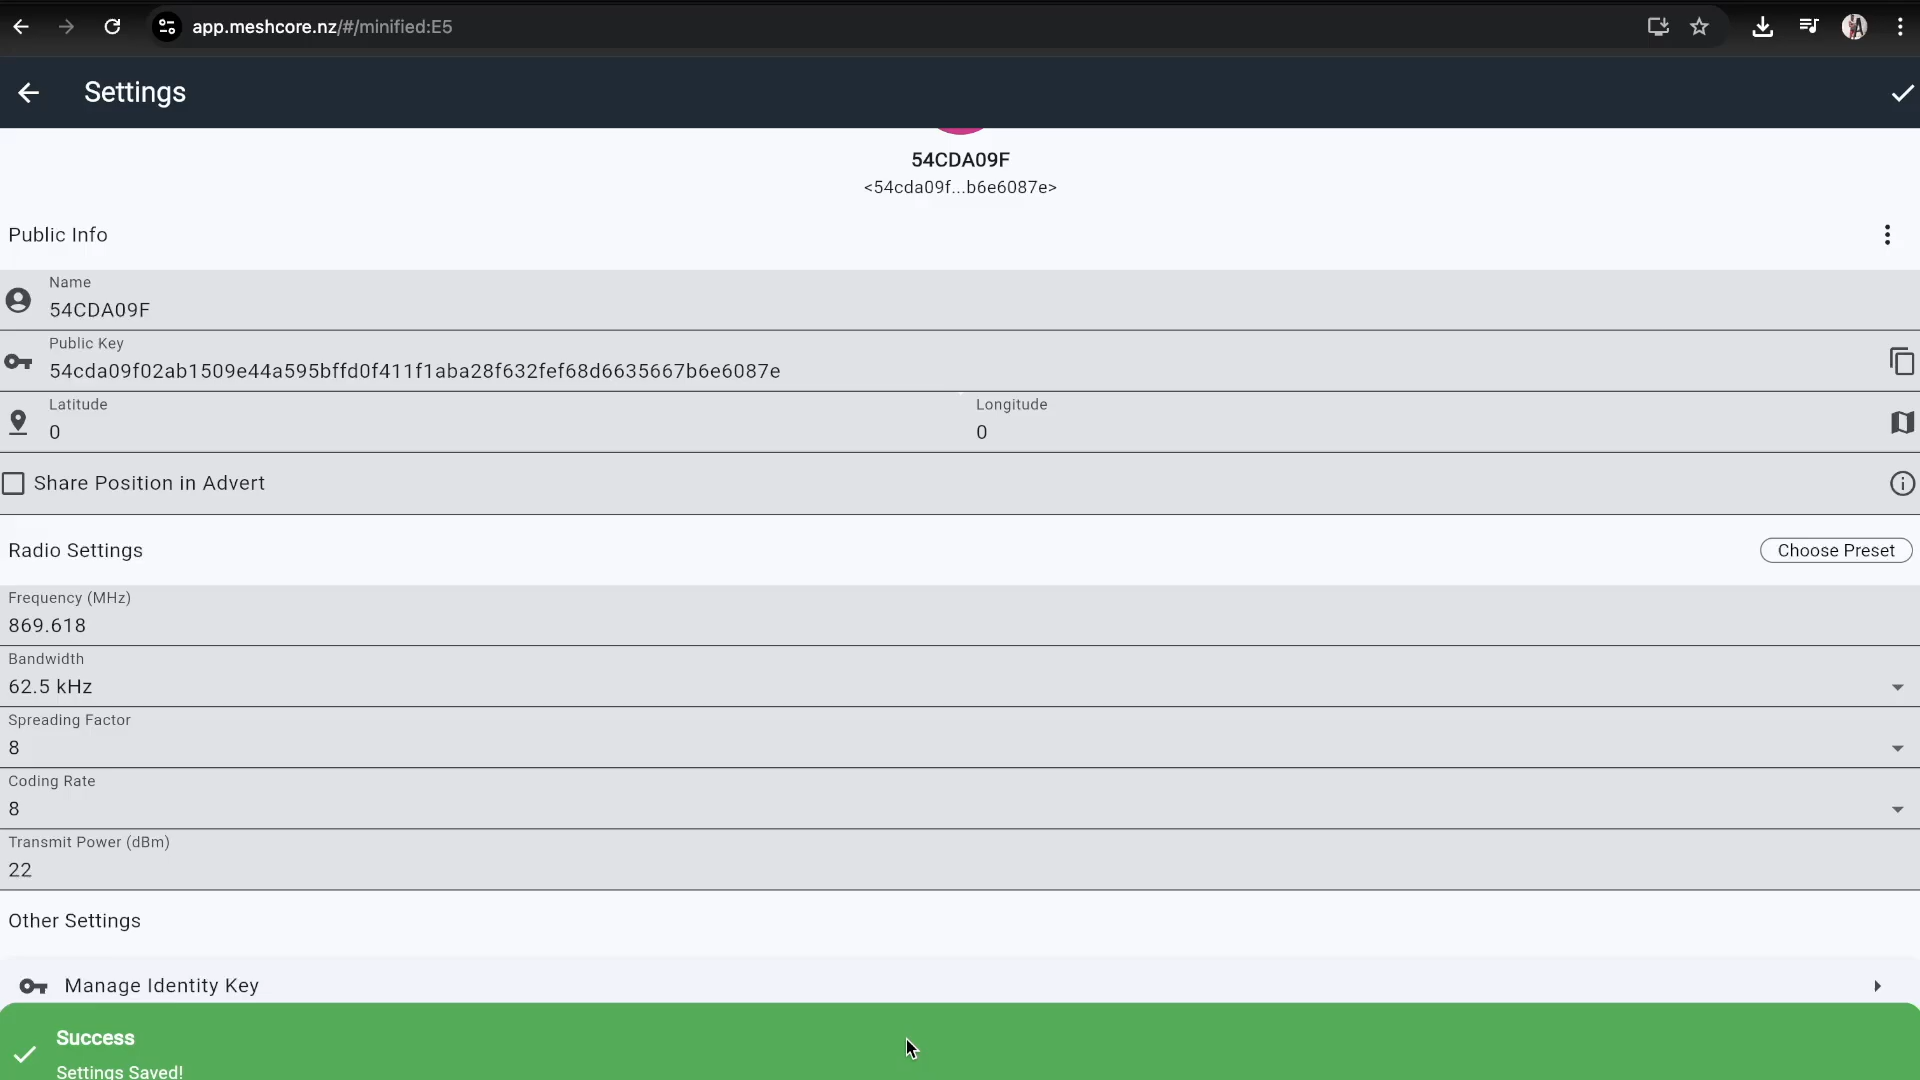 app.meshcore.nz/#/minified:E5
Settings
54CDA09F
<54cda09f...b6e6087e>
Public Info
Name
54CDA09F
Public Key
54cda09f02ab1509e44a595bffd0f411f1aba28f632fef68d6635667b6e6087e
Latitude
0
Longitude
0
Share Position in Advert
Radio Settings
Choose Preset
Frequency (MHz)
869.618
Bandwidth
62.5 kHz
Spreading Factor
8
Coding Rate
8
Transmit Power (dBm)
22
Other Settings
Manage Identity Key
Success
Settings Saved!